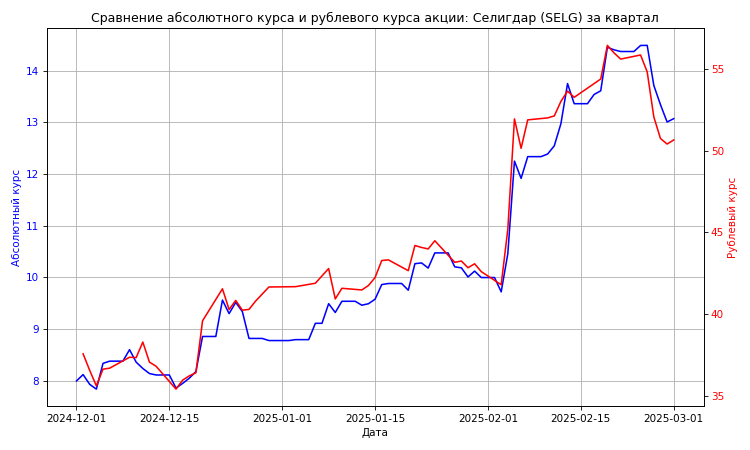 Сравнение абсолютного курса и рублевого курса акции: Селигдар (SELG) за квартал
Абсолютный курс
14
13
12
11
10
9
8
55
50
45
40
35
Рублевый курс
2024-12-01 2024-12-15 2025-01-01 2025-01-15 2025-02-01 2025-02-15 2025-03-01
Дата